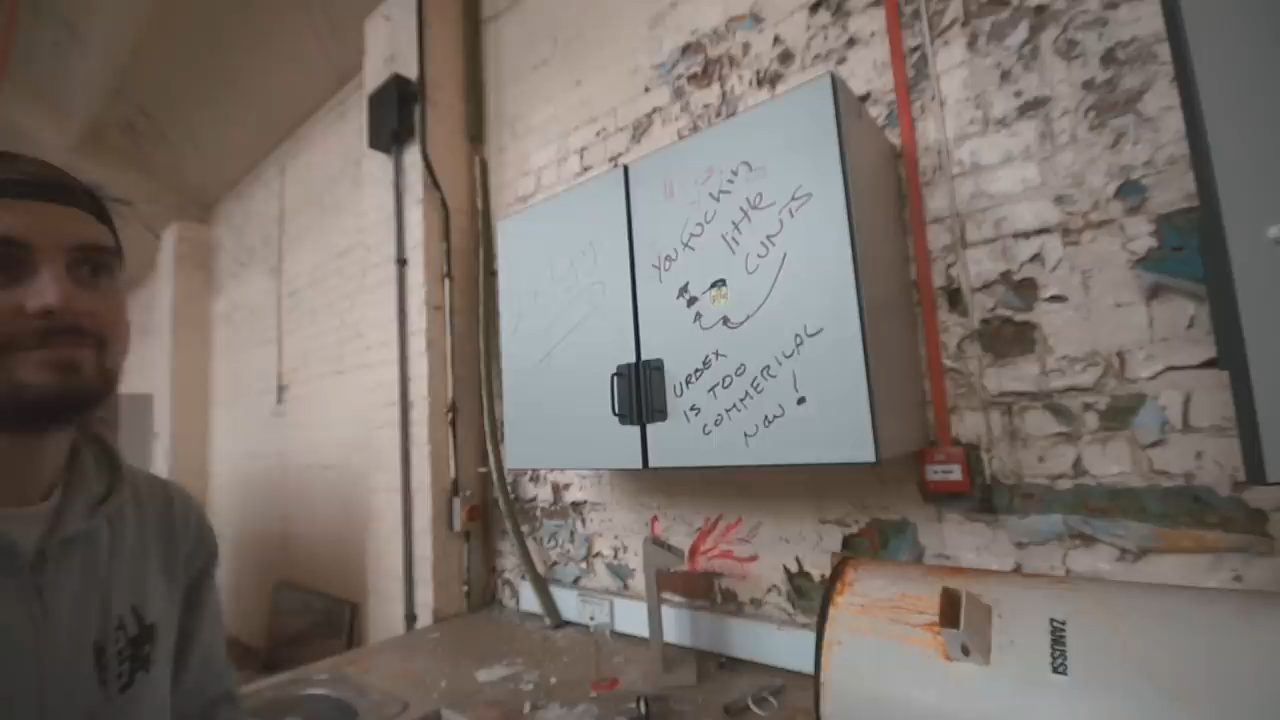 You Fuckin
little
CUNTS
URBEX
IS TOO
COMMERICAL
NOW!
ZANUSSI